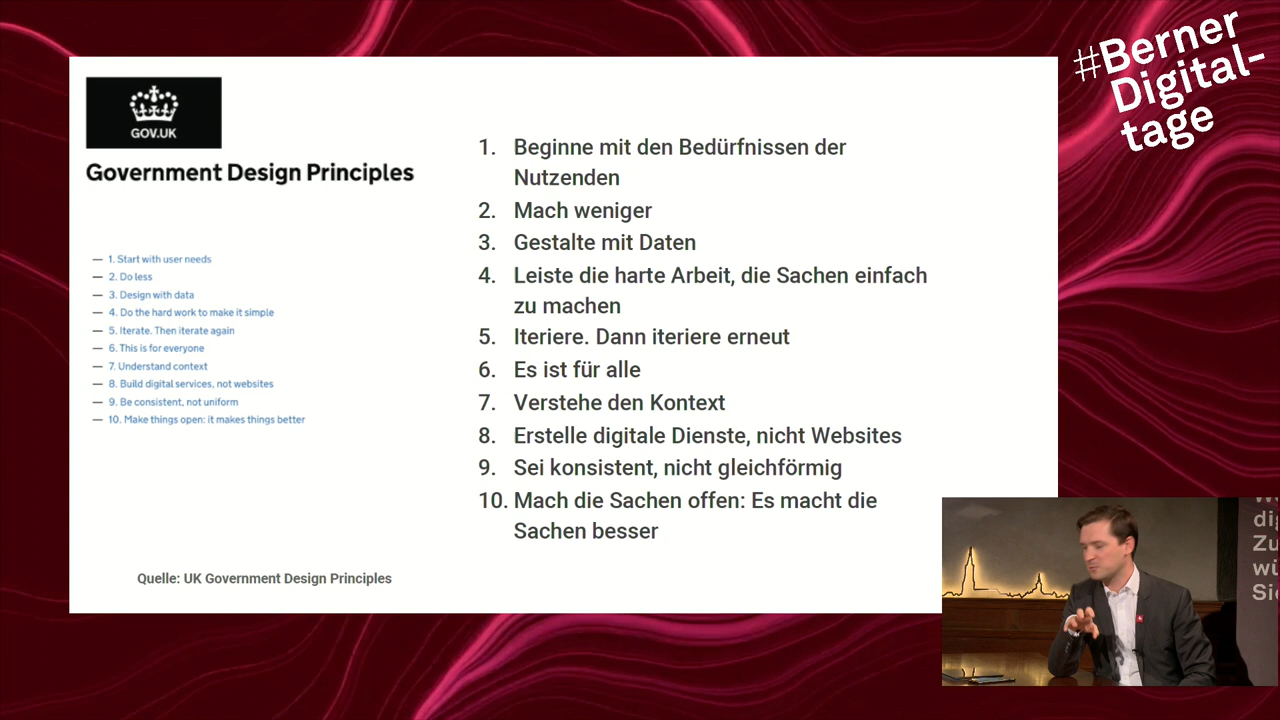 #Berner
Digital-
tage
GOV.UK
Government Design Principles
— 1. Start with user needs
— 2. Do less
— 3. Design with data
— 4. Do the hard work to make it simple
— 5. Iterate. Then iterate again
— 6. This is for everyone
— 7. Understand context
— 8. Build digital services, not websites
— 9. Be consistent, not uniform
— 10. Make things open: it makes things better
1. Beginne mit den Bedürfnissen der
Nutzenden
2. Mach weniger
3. Gestalte mit Daten
4. Leiste die harte Arbeit, die Sachen einfach
zu machen
5. Iteriere. Dann iteriere erneut
6. Es ist für alle
7. Verstehe den Kontext
8. Erstelle digitale Dienste, nicht Websites
9. Sei konsistent, nicht gleichförmig
10. Mach die Sachen offen: Es macht die
Sachen besser
Quelle: UK Government Design Principles